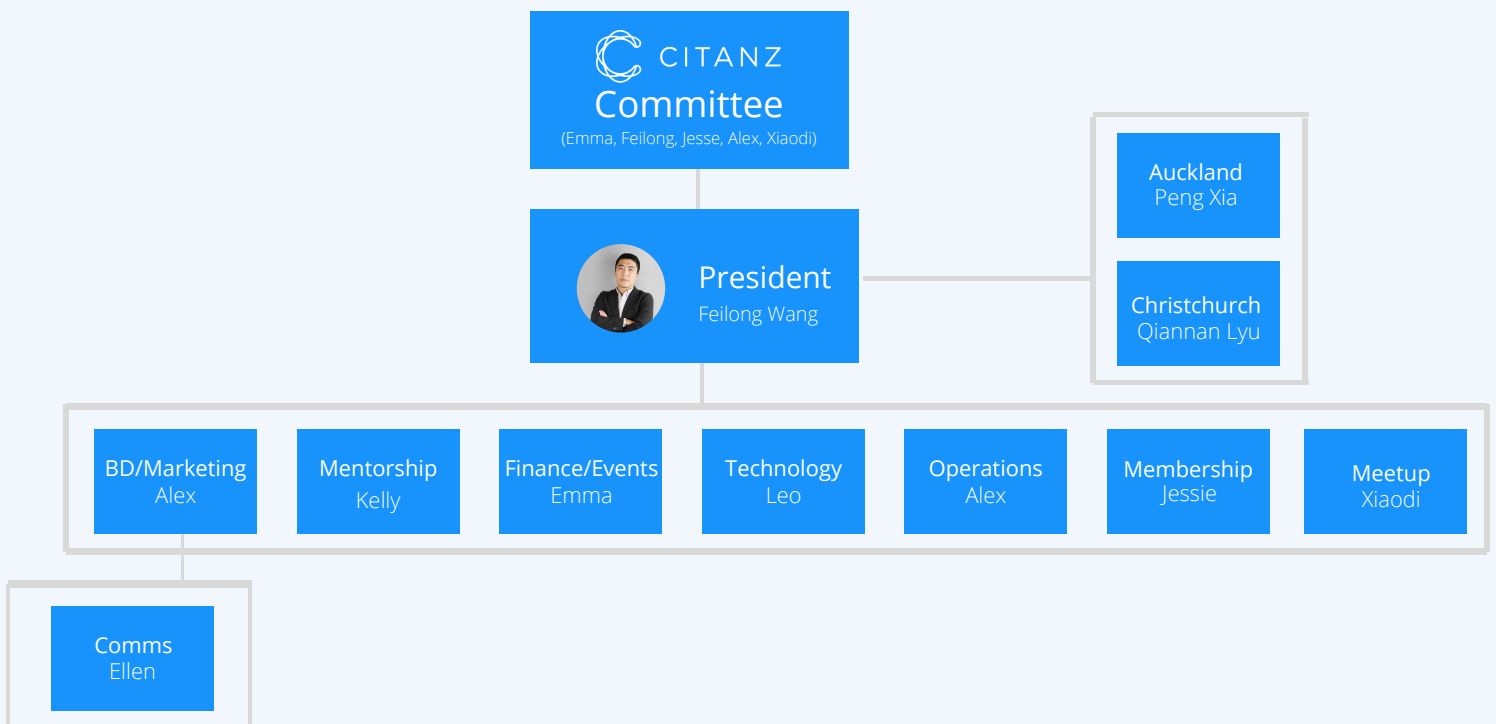 CITANZ
Committee
(Emma, Feilong, Jesse, Alex, Xiaodi)
Auckland
Peng Xia
President
Feilong Wang
Christchurch
Qiannan Lyu
BD/Marketing
Alex
Mentorship
Kelly
Finance/Events
Emma
Technology
Leo
Operations
Alex
Membership
Jessie
Meetup
Xiaodi
Comms
Ellen